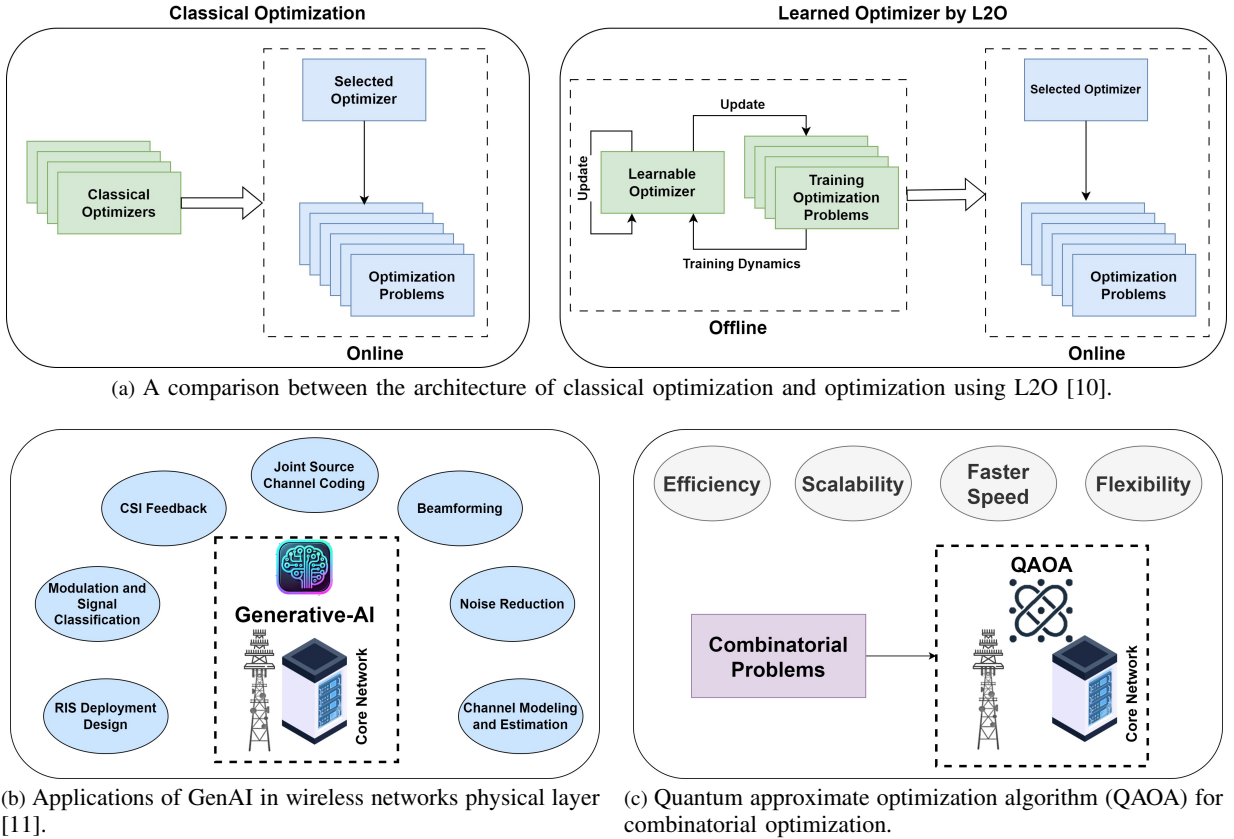 Classical Optimization
Selected
Optimizer
Classical
Optimizers
Optimization
Problems
Online
Learned Optimizer by L2O
Update
Update
Learnable
Optimizer
Training
Optimization
Problems
Training Dynamics
Offline
Selected Optimizer
Optimization
Problems
Online
(a) A comparison between the architecture of classical optimization and optimization using L2O [10].
Joint Source
Channel Coding
CSI Feedback
Beamforming
Modulation and
Signal
Classification
Noise Reduction
RIS Deployment
Design
Channel Modeling
and Estimation
Generative-AI
Core Network
(b) Applications of GenAI in wireless networks physical layer
[11].
Efficiency
Scalability
Faster
Speed
Flexibility
Combinatorial
Problems
QAOA
Core Network
(c) Quantum approximate optimization algorithm (QAOA) for
combinatorial optimization.